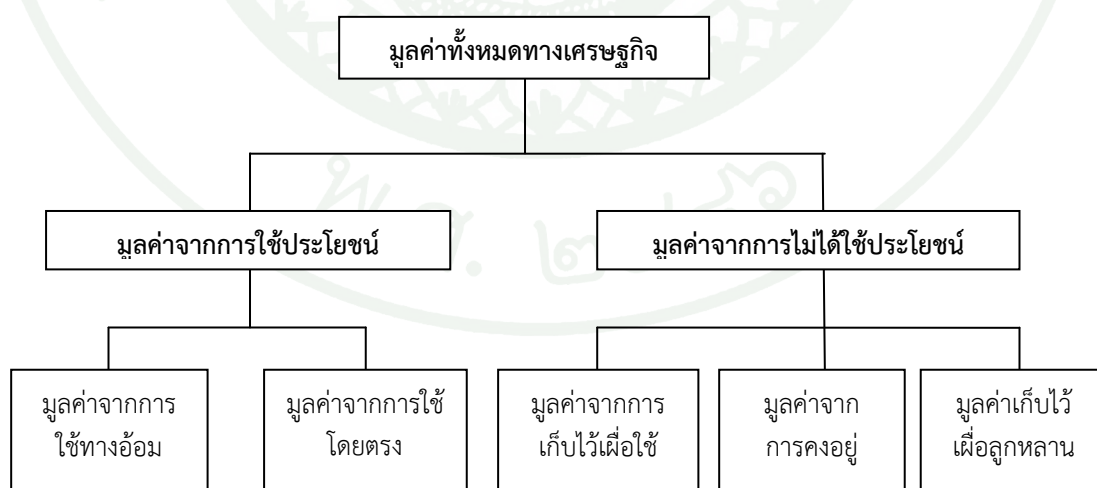 มูลค่าทั้งหมดทางเศรษฐกิจ
มูลค่าจากการใช้ประโยชน์
มูลค่าจากการไม่ได้ใช้ประโยชน์
มูลค่าจากการ
ใช้ทางอ้อม
มูลค่าจากการใช้
โดยตรง
มูลค่าจากการ
เก็บไว้เผื่อใช้
มูลค่าจาก
การคงอยู่
มูลค่าเก็บไว้
เผื่อลูกหลาน